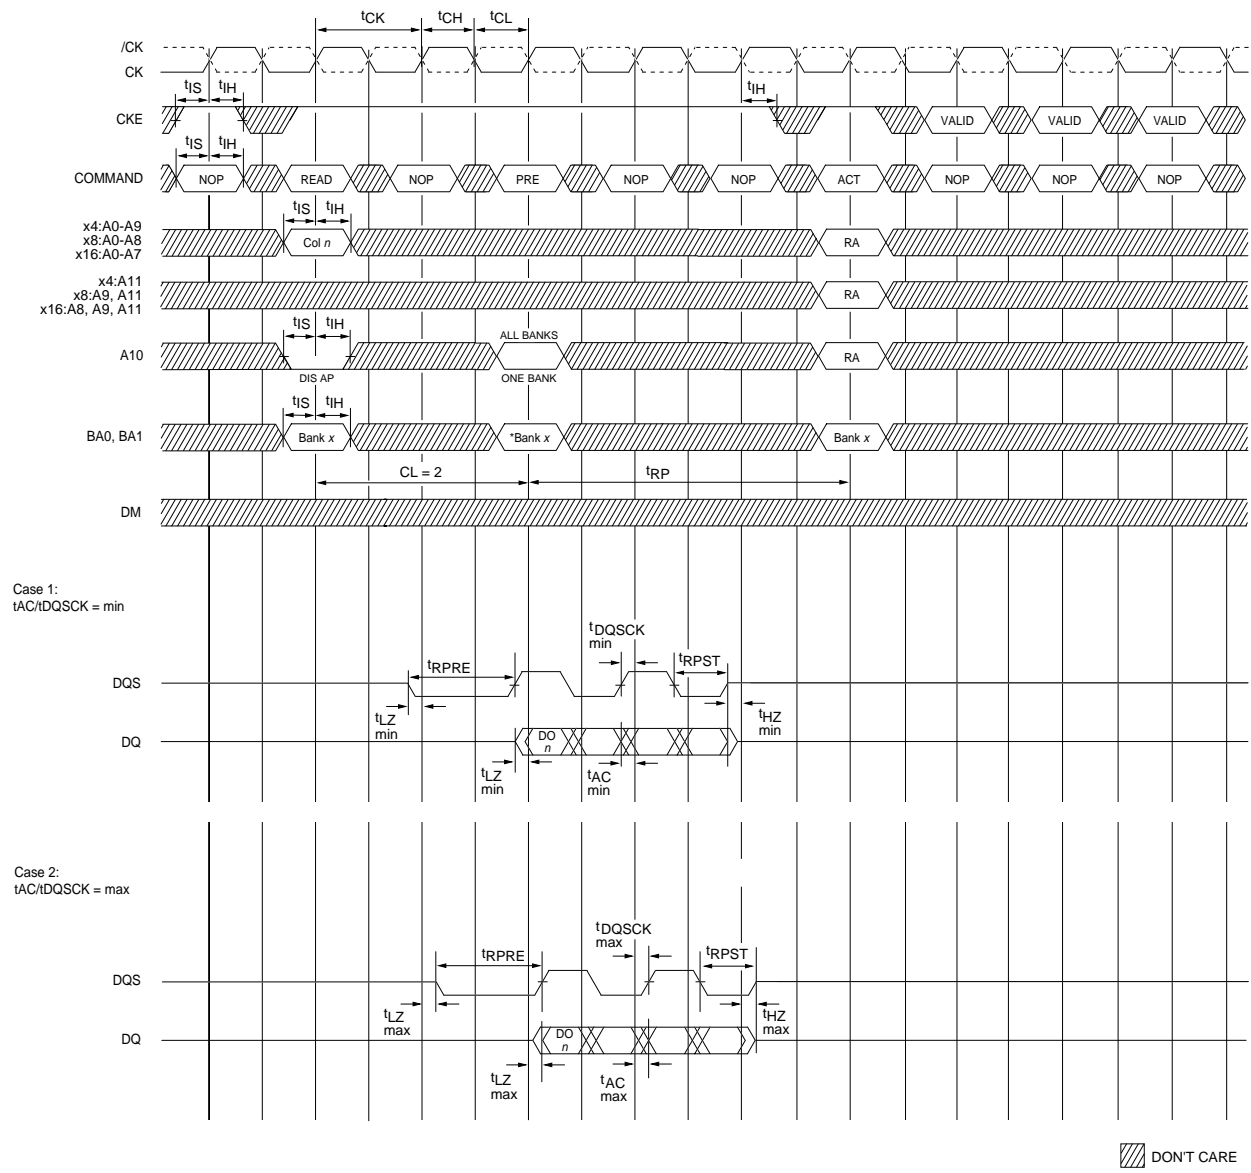 tCK tCH tCL
/CK
CK
tIS tIH tIH
CKE VALID VALID VALID
tIS tIH
COMMAND NOP READ NOP PRE NOP NOP ACT NOP NOP NOP
tIS tIH
x4:A0-A9
x8:A0-A8
x16:A0-A7
Col n RA
x4:A11
x8:A9, A11
x16:A8, A9, A11
RA
tIS tIH ALL BANKS
A10 RA
DIS AP ONE BANK
tIS tIH
BA0, BA1 Bank x *Bank x Bank x
CL = 2 tRP
DM
Case 1:
tAC/tDQSCK = min
tDQSCK
min
tRPRE tRPST
DQS
tLZ
min
tHZ
min
DQ DO
n
tLZ
min
tAC
min
Case 2:
tAC/tDQSCK = max
tDQSCK
max
tRPRE tRPST
DQS
tLZ
max
tHZ
max
DQ DO
n
tLZ
max
tAC
max
DON'T CARE